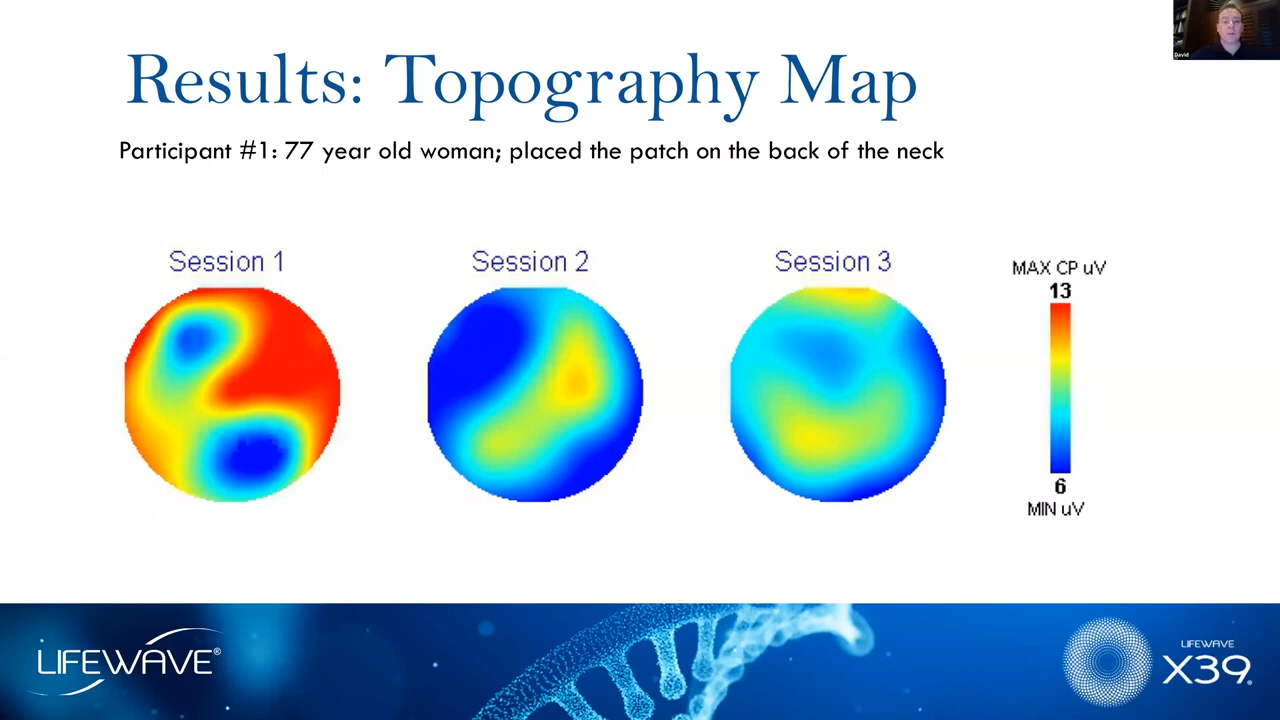 David
Results: Topography Map
Participant #1: 77 year old woman; placed the patch on the back of the neck
Session 1
Session 2
Session 3
MAX CP uV
13
6
MIN uV
LIFEWAVE®
LIFEWAVE
X39®